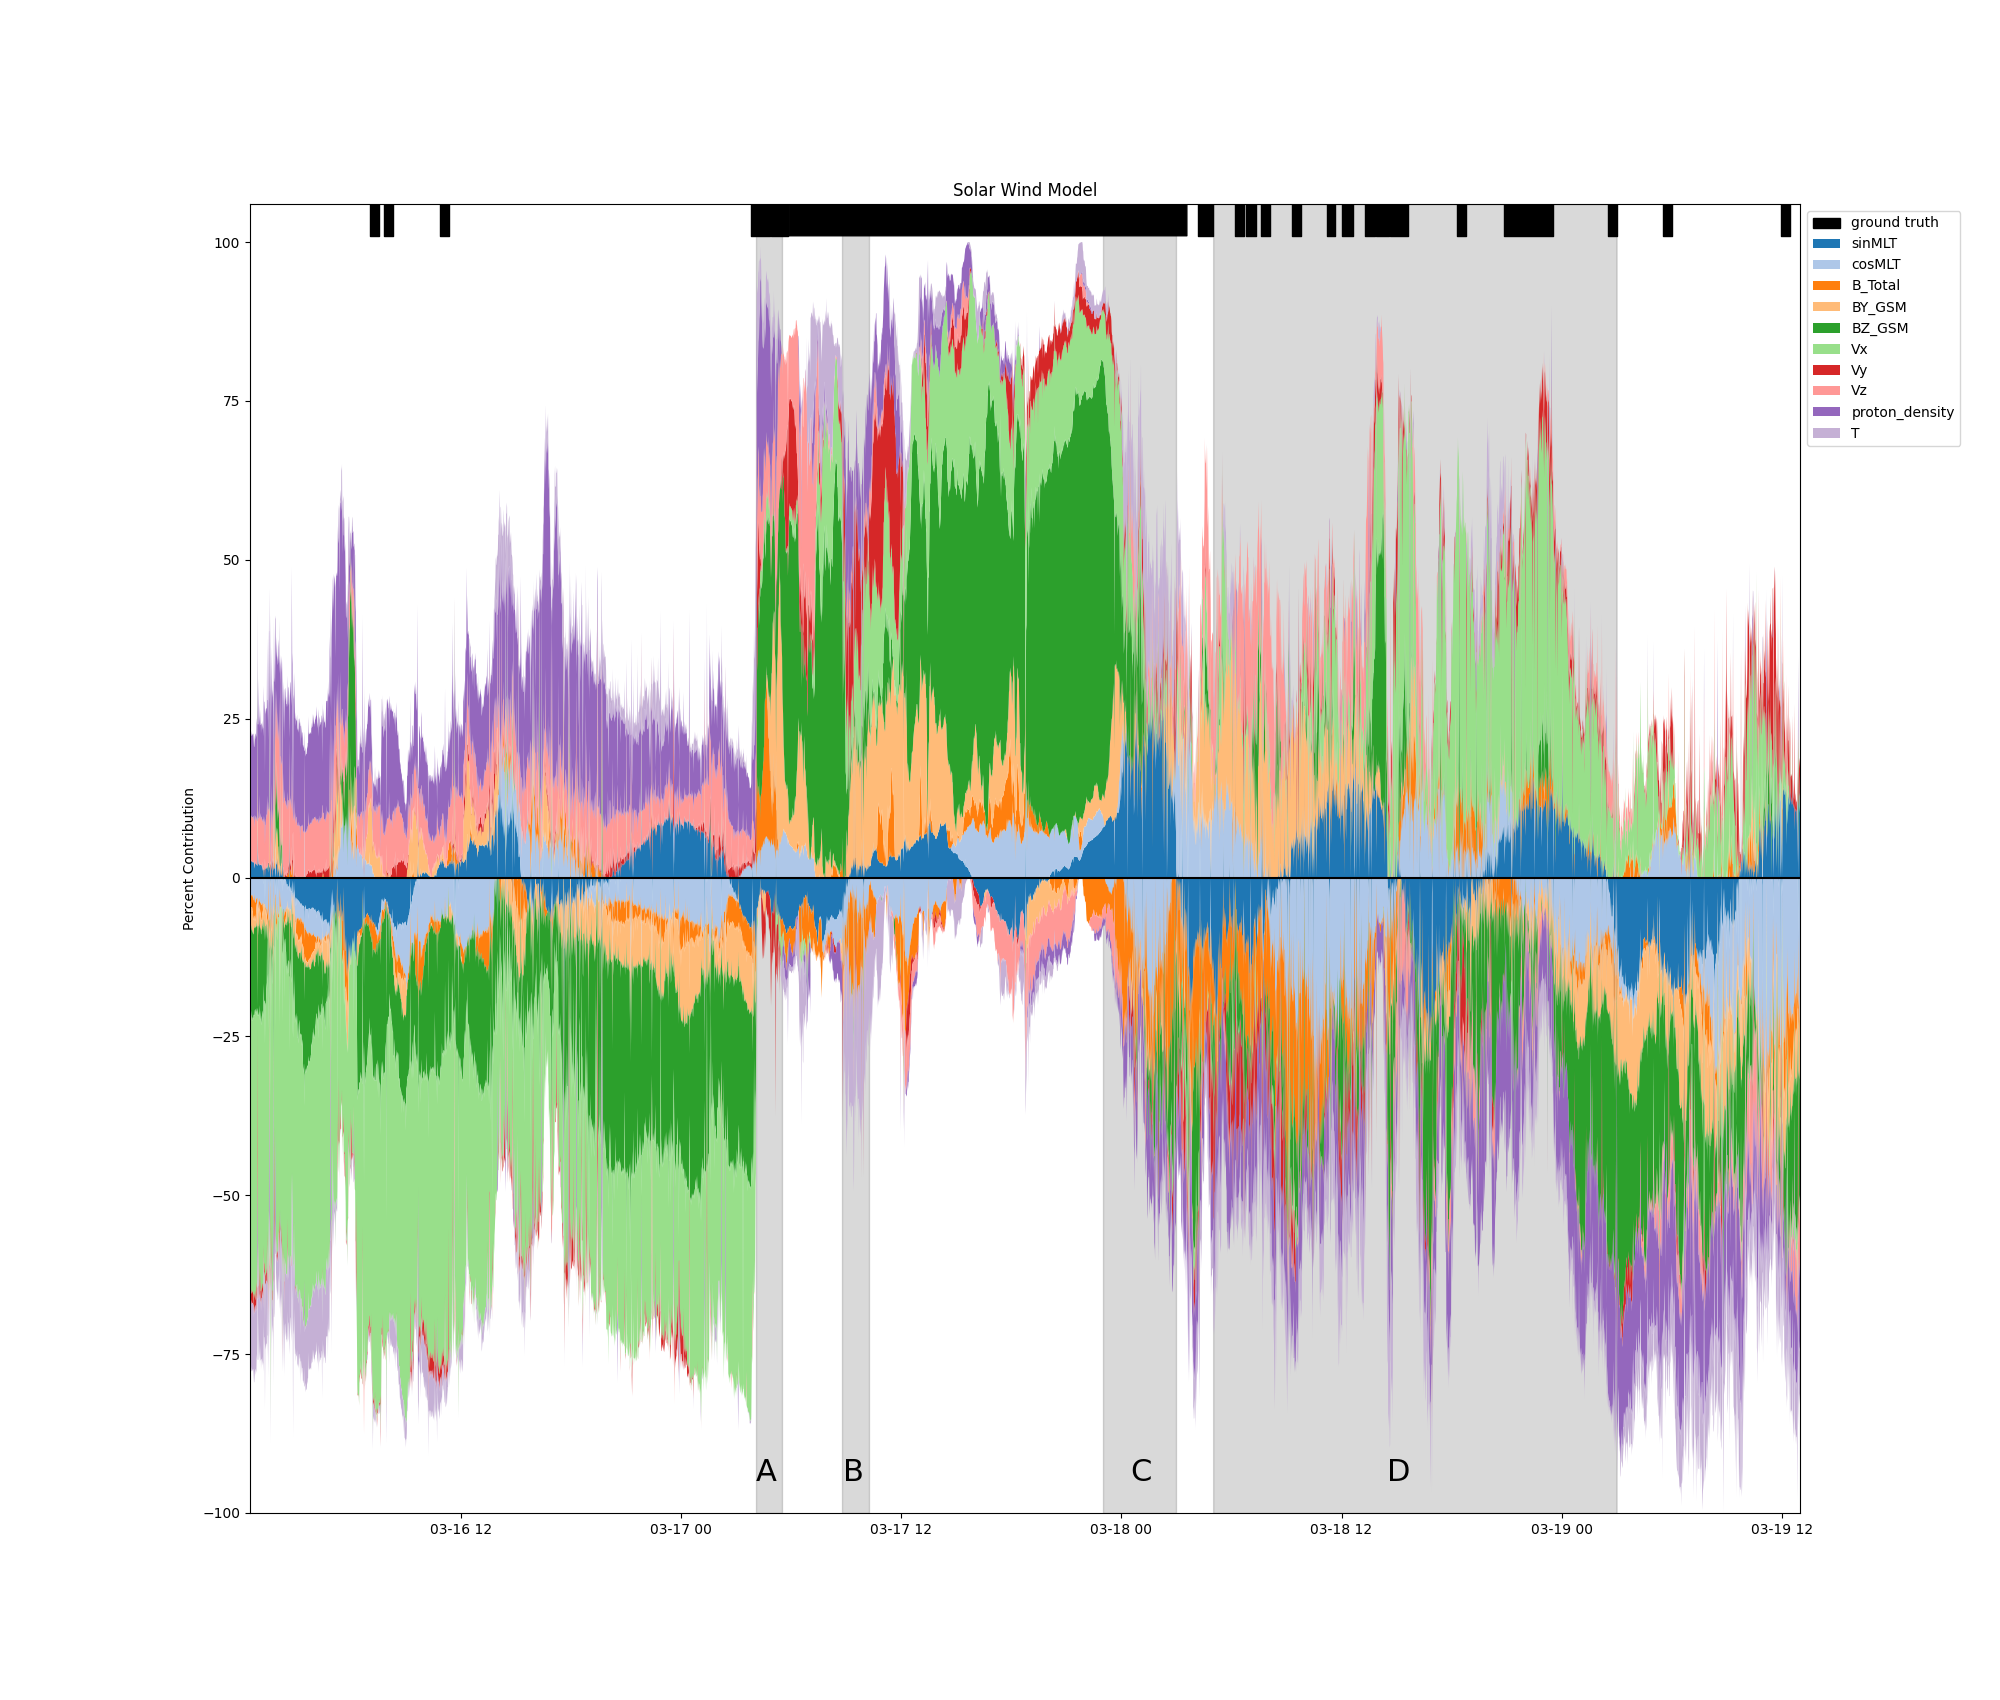 Solar Wind Model
100
75
50
25
0
−25
−50
−75
−100
Percent Contribution
ground truth
sinMLT
cosMLT
B_Total
BY_GSM
BZ_GSM
Vx
Vy
Vz
proton_density
T
A
B
C
D
03-16 12
03-17 00
03-17 12
03-18 00
03-18 12
03-19 00
03-19 12